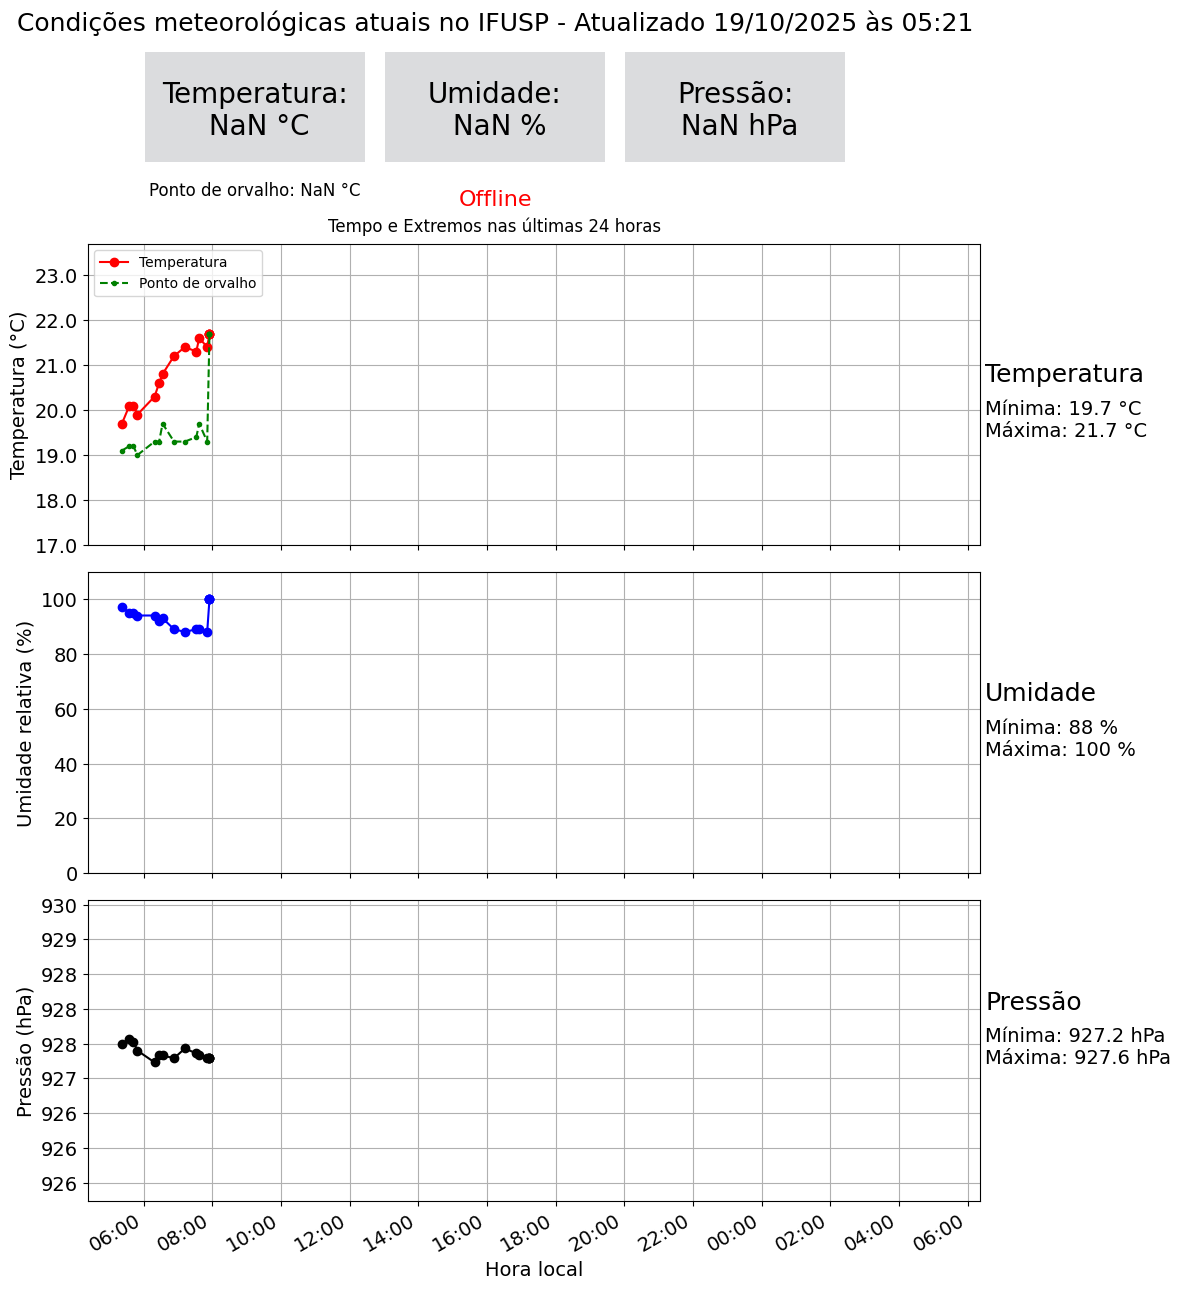 Condições meteorológicas atuais no IFUSP - Atualizado 19/10/2025 às 05:21
Temperatura:
NaN °C
Umidade:
NaN %
Pressão:
NaN hPa
Ponto de orvalho: NaN °C
Offline
Tempo e Extremos nas últimas 24 horas
Temperatura
Ponto de orvalho
Temperatura (°C)
23.0
22.0
21.0
20.0
19.0
18.0
17.0
Temperatura
Mínima: 19.7 °C
Máxima: 21.7 °C
Umidade relativa (%)
100
80
60
40
20
0
Umidade
Mínima: 88 %
Máxima: 100 %
Pressão (hPa)
930
929
928
928
928
927
926
926
926
Pressão
Mínima: 927.2 hPa
Máxima: 927.6 hPa
06:00
08:00
10:00
12:00
14:00
16:00
18:00
20:00
22:00
00:00
02:00
04:00
06:00
Hora local